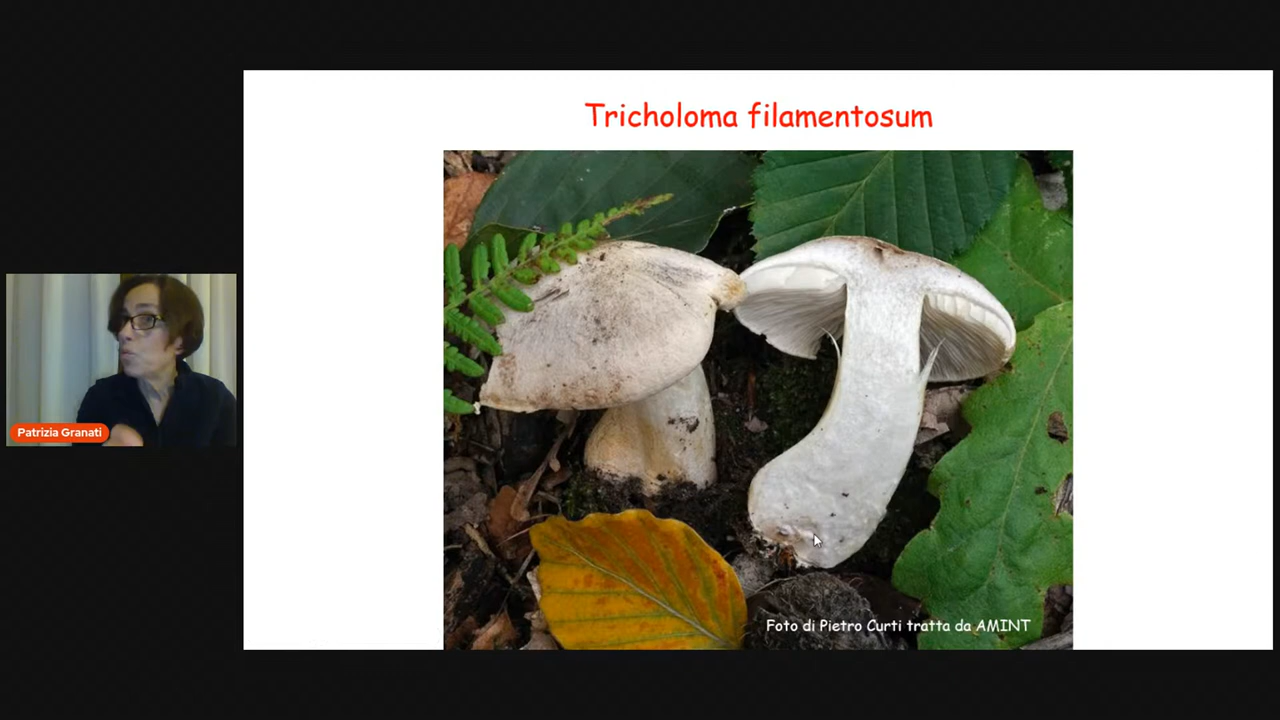 Tricholoma filamentosum
Patrizia Granati
Foto di Pietro Curti tratta da AMINT